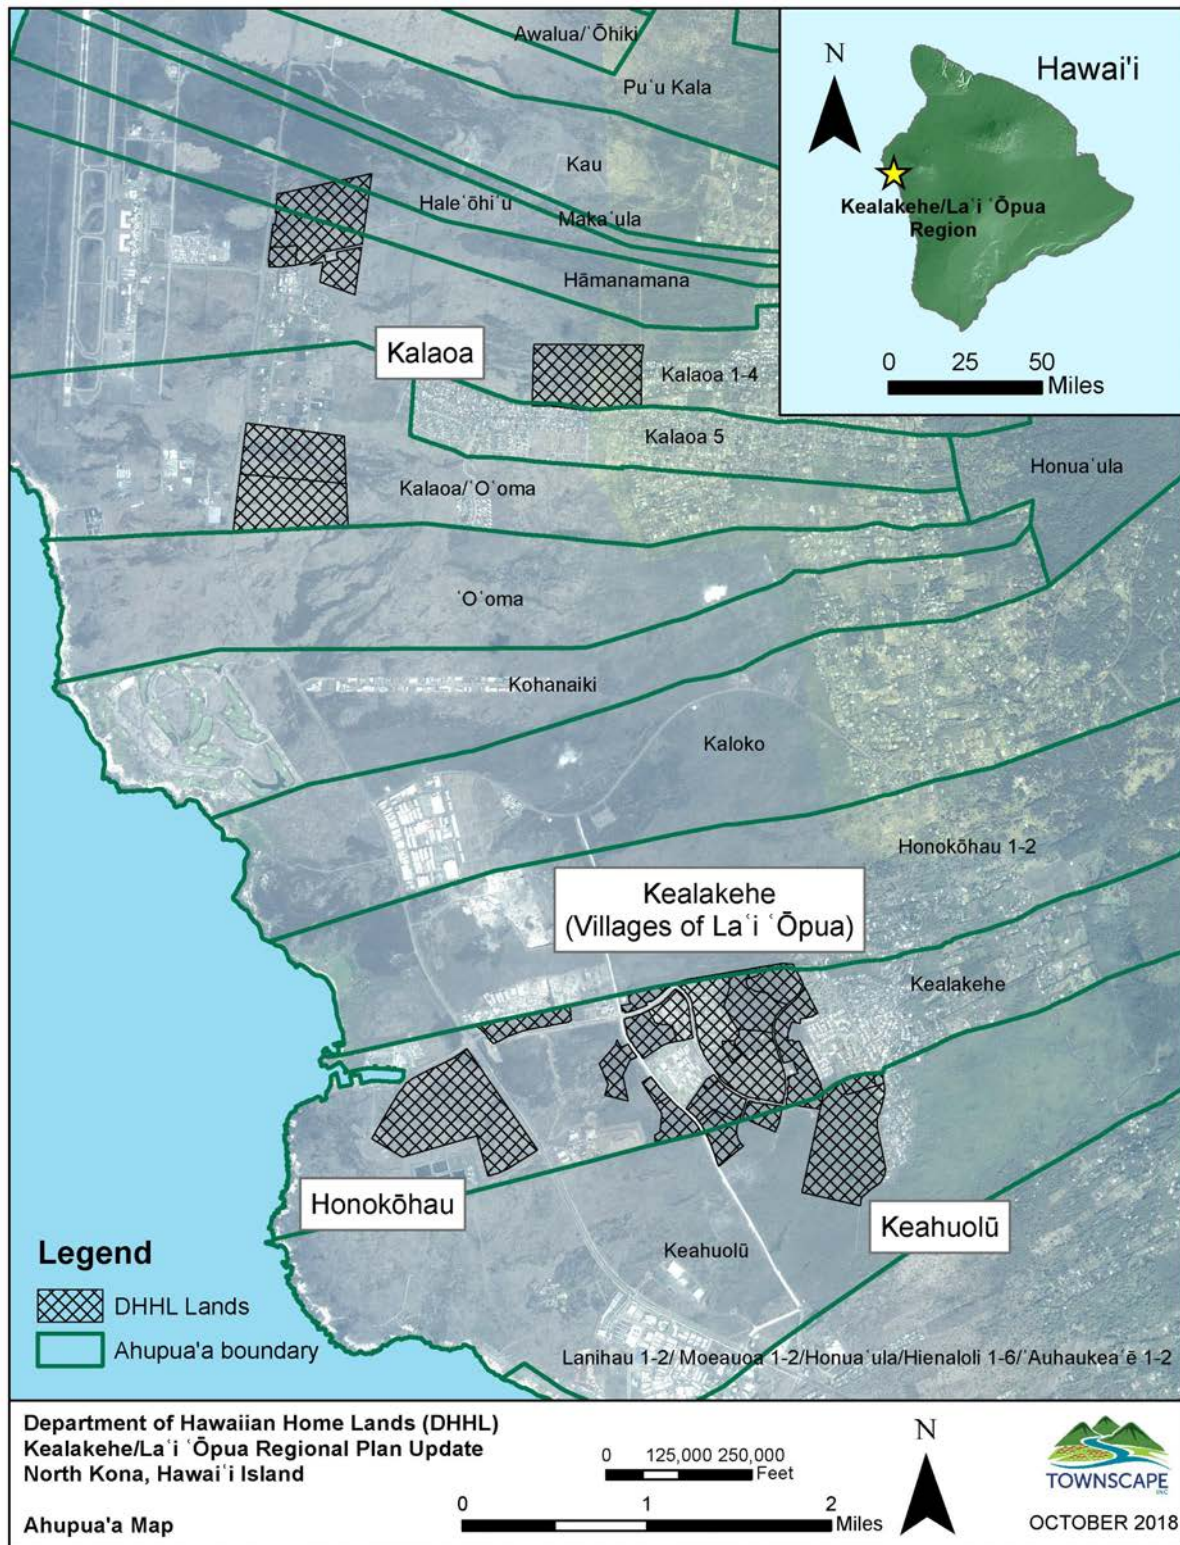 Awalua/ʻŌhiki
Puʻu Kala
Kau
Haleʻōhiʻu
Makaʻula
Hāmanamana
Kalaoa
Kalaoa 1-4
Kalaoa 5
Honuaʻula
Kalaoa/ʻOʻoma
ʻOʻoma
Kohanaiki
Kaloko
Honokōhau 1-2
Kealakehe
(Villages of Laʻi ʻŌpua)
Kealakehe
Honokōhau
Keahuolū
Keahuolū
Lanihau 1-2/ Moeauoa 1-2/Honuaʻula/Hienaloli 1-6/ʻAuhaukeaʻē 1-2
N
Hawai'i
Kealakehe/Laʻi ʻŌpua
Region
0 25 50
Miles
Legend
DHHL Lands
Ahupua'a boundary
Department of Hawaiian Home Lands (DHHL)
Kealakehe/Laʻi ʻŌpua Regional Plan Update
North Kona, Hawaiʻi Island
Ahupua'a Map
0 125,000 250,000
Feet
0 1 2
Miles
N
TOWNSCAPE
INC
OCTOBER 2018